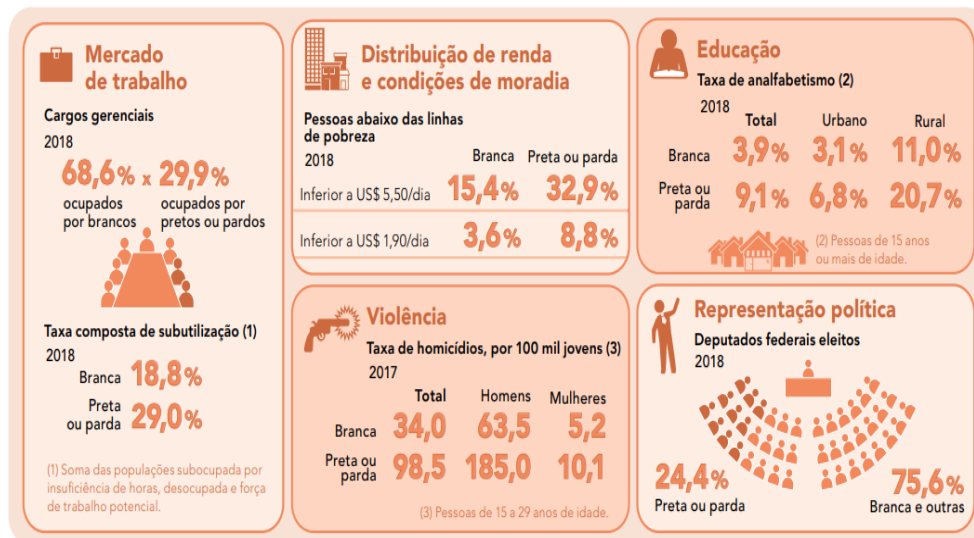 Mercado
de trabalho
Cargos gerenciais
2018
68,6% x 29,9%
ocupados por brancos
ocupados por pretos ou pardos
Taxa composta de subutilização (1)
2018
Branca 18,8%
Preta
ou parda 29,0%
(1) Soma das populações subocupada por
insuficiência de horas, desocupada e força
de trabalho potencial.
Distribuição de renda
e condições de moradia
Pessoas abaixo das linhas
de pobreza
2018
Branca Preta ou parda
Inferior a US$ 5,50/dia 15,4% 32,9%
Inferior a US$ 1,90/dia 3,6% 8,8%
Violência
Taxa de homicídios, por 100 mil jovens (3)
2017
Total Homens Mulheres
Branca 34,0 63,5 5,2
Preta ou
parda 98,5 185,0 10,1
(3) Pessoas de 15 a 29 anos de idade.
Educação
Taxa de analfabetismo (2)
2018
Total Urbano Rural
Branca 3,9% 3,1% 11,0%
Preta ou
parda 9,1% 6,8% 20,7%
(2) Pessoas de 15 anos
ou mais de idade.
Representação política
Deputados federais eleitos
2018
24,4%
Preta ou parda
75,6%
Branca e outras